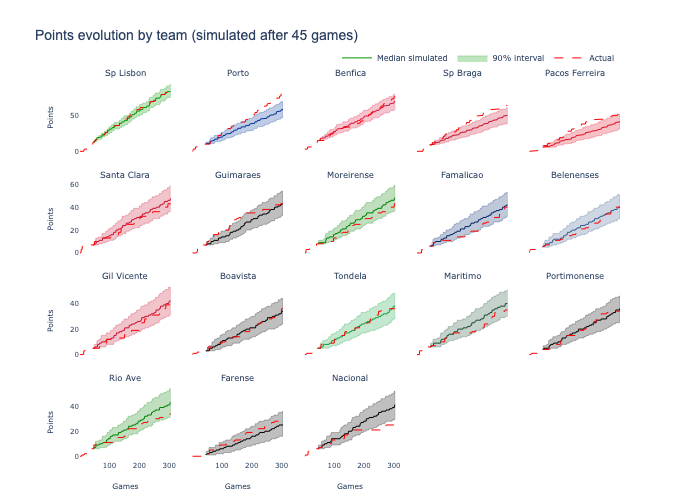 Points evolution by team (simulated after 45 games)
Median simulated 90% interval Actual
Sp Lisbon Porto Benfica Sp Braga Pacos Ferreira
Points
50
0
Santa Clara Guimaraes Moreirense Famalicao Belenenses
Points
60
40
20
0
Gil Vicente Boavista Tondela Maritimo Portimonense
Points
40
20
0
Rio Ave Farense Nacional
Points
40
20
0
100 200 300 100 200 300 100 200 300
Games Games Games